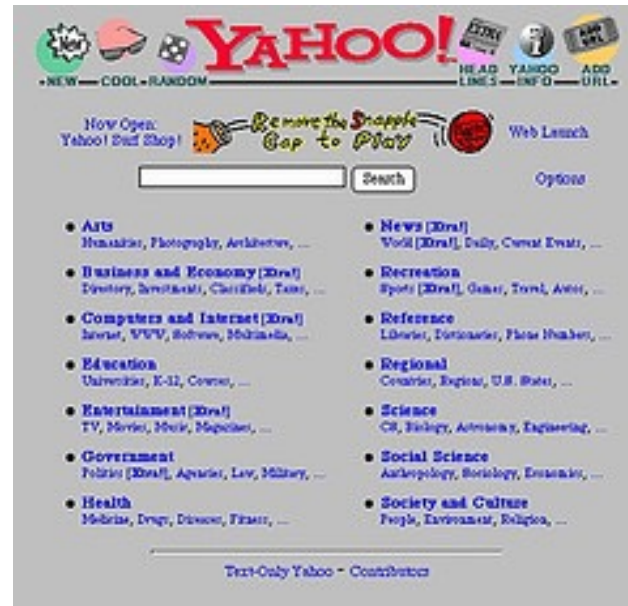 New EXTRA ADD URL
YAHOO!
NEW COOL RANDOM HEAD LINES YAHOO INFO ADD URL
Now Open: Yahoo! Surf Shop!
Remove the Snapple
Cap to Play
Web Launch
Search Options
Arts
Humanities, Photography, Architecture, ...
Business and Economy [Xtra!]
Directory, Investments, Classifieds, Taxes, ...
Computers and Internet [Xtra!]
Internet, WWW, Software, Multimedia, ...
Education
Universities, K-12, Courses, ...
Entertainment [Xtra!]
TV, Movies, Music, Magazines, ...
Government
Politics [Xtra!], Agencies, Law, Military, ...
Health
Medicine, Drugs, Diseases, Fitness, ...
News [Xtra!]
World [Xtra!], Daily, Current Events, ...
Recreation
Sports [Xtra!], Games, Travel, Autos, ...
Reference
Libraries, Dictionaries, Phone Numbers, ...
Regional
Countries, Regions, U.S. States, ...
Science
CS, Biology, Astronomy, Engineering, ...
Social Science
Anthropology, Sociology, Economics, ...
Society and Culture
People, Environment, Religion, ...
Text-Only Yahoo - Contributors